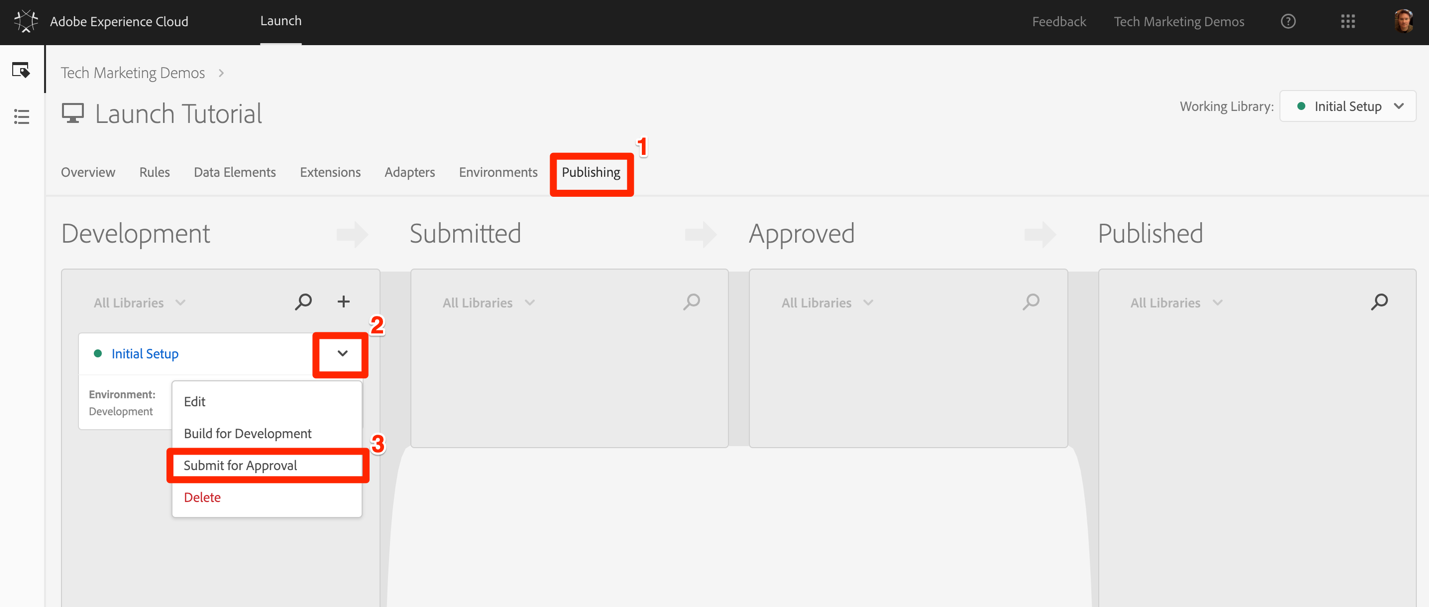 Adobe Experience Cloud Launch Feedback Tech Marketing Demos ?
Tech Marketing Demos >
Launch Tutorial
Working Library: Initial Setup
1
Overview Rules Data Elements Extensions Adapters Environments Publishing
Development Submitted Approved Published
All Libraries + All Libraries All Libraries All Libraries
2
Initial Setup
Environment:
Development
Edit
Build for Development
3
Submit for Approval
Delete